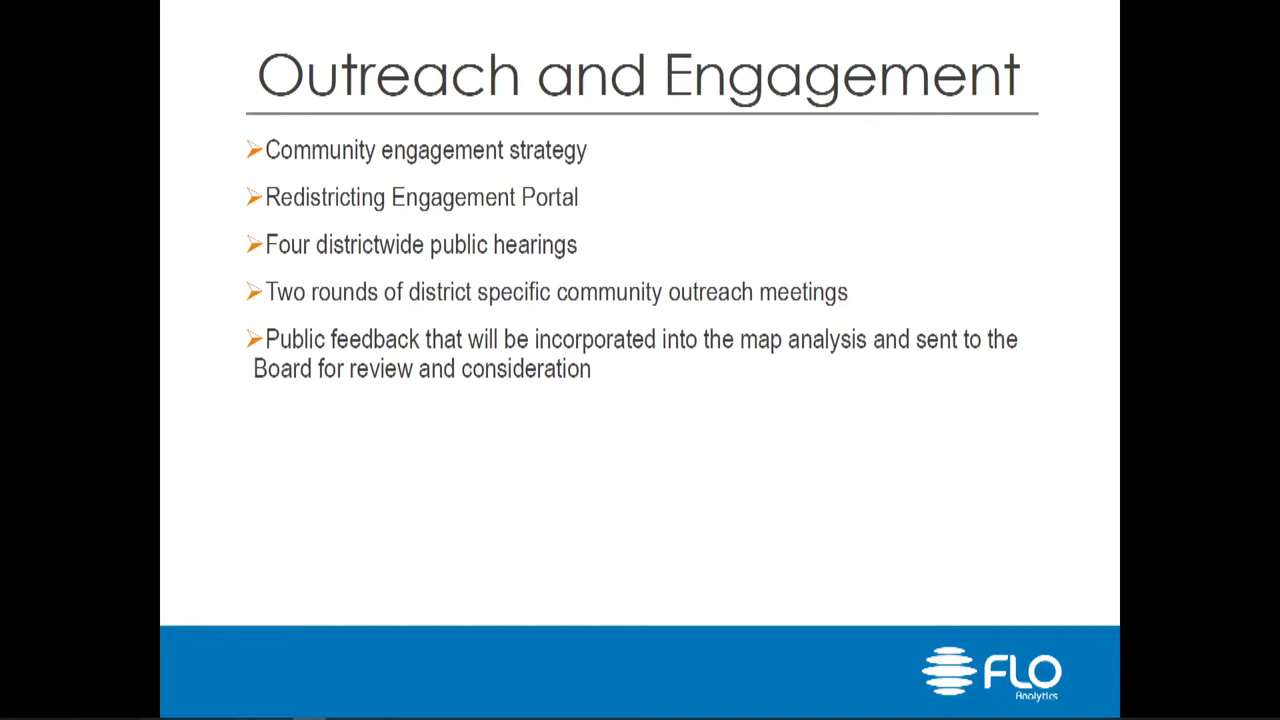 Outreach and Engagement
Community engagement strategy
Redistricting Engagement Portal
Four districtwide public hearings
Two rounds of district specific community outreach meetings
Public feedback that will be incorporated into the map analysis and sent to the
Board for review and consideration
FLO
Analytics